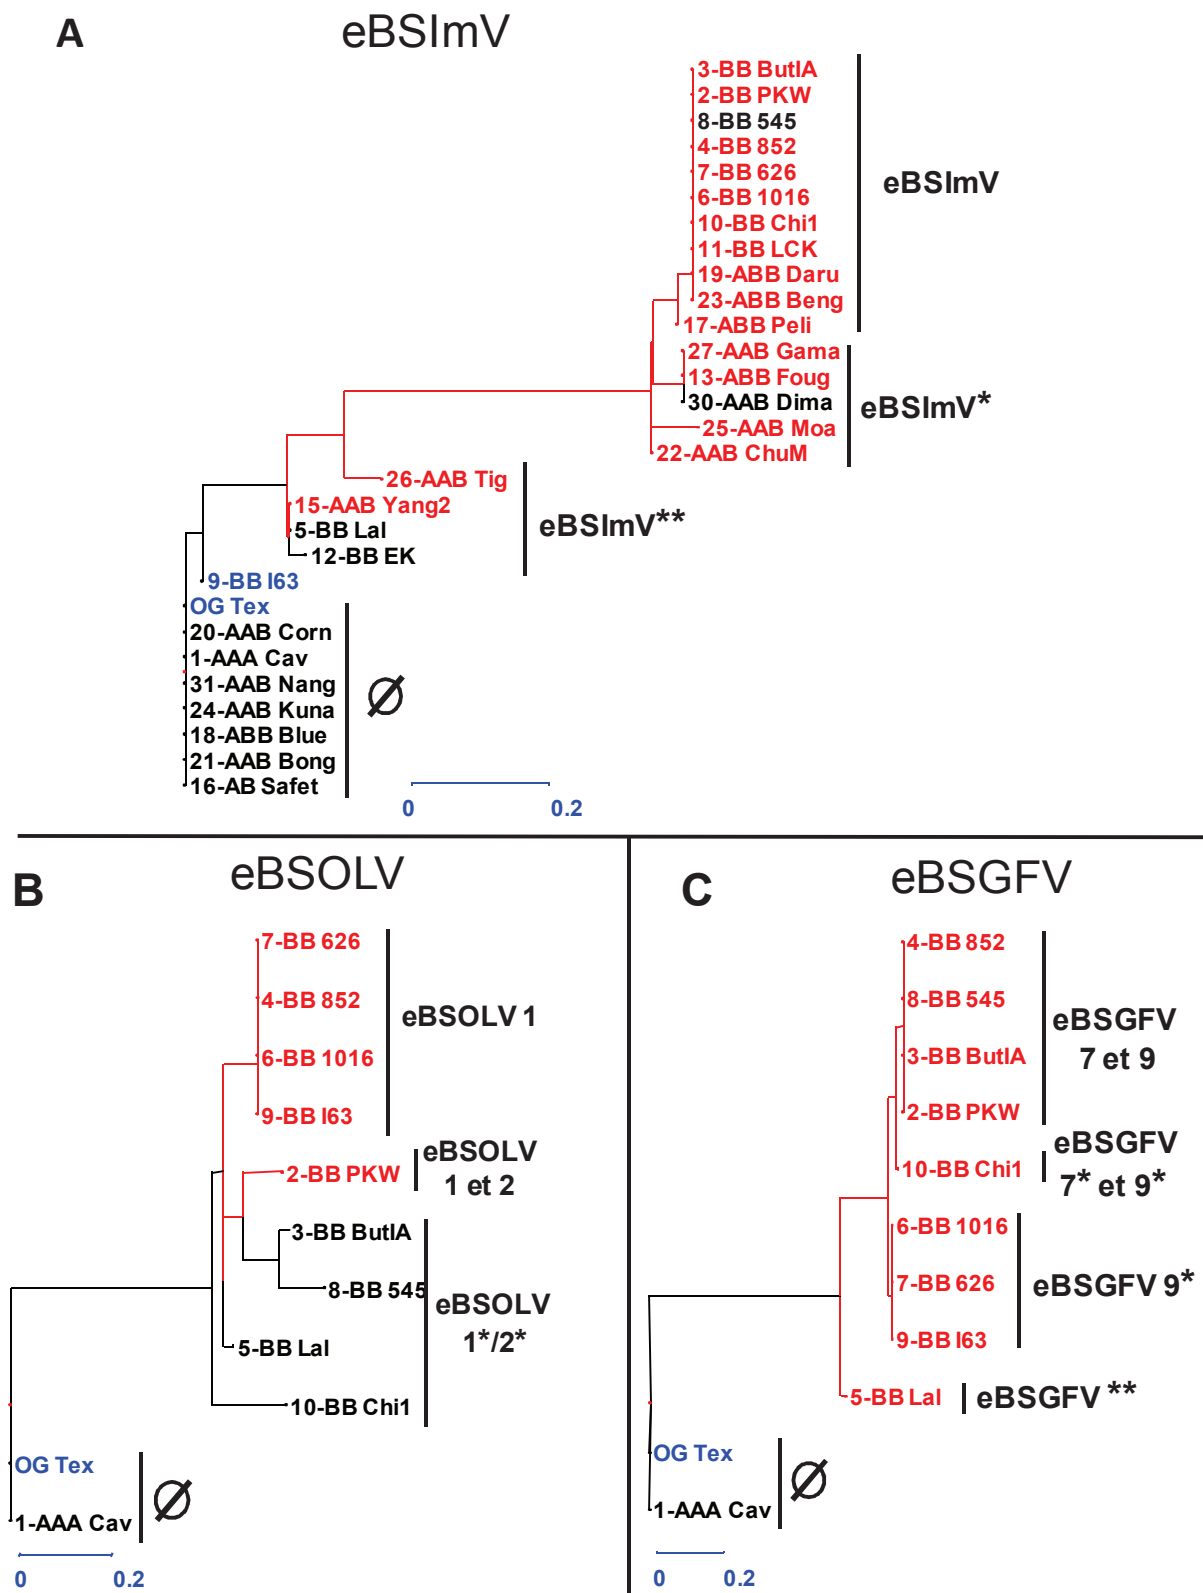 A
eBSImV
3-BB ButIA
2-BB PKW
8-BB 545
4-BB 852
7-BB 626
6-BB 1016
10-BB Chi1
11-BB LCK
19-ABB Daru
23-ABB Beng
17-ABB Peli
eBSImV
27-AAB Gama
13-ABB Foug
30-AAB Dima
25-AAB Moa
22-AAB ChuM
eBSImV*
26-AAB Tig
15-AAB Yang2
5-BB Lal
12-BB EK
eBSImV**
9-BB I63
OG Tex
20-AAB Corn
1-AAA Cav
31-AAB Nang
24-AAB Kuna
18-ABB Blue
21-AAB Bong
16-AB Safet
Ø
0 0.2
B
eBSOLV
7-BB 626
4-BB 852
6-BB 1016
9-BB I63
eBSOLV 1
2-BB PKW
eBSOLV
1 et 2
3-BB ButIA
8-BB 545
5-BB Lal
10-BB Chi1
eBSOLV
1*/2*
OG Tex
1-AAA Cav
Ø
0 0.2
C
eBSGFV
4-BB 852
8-BB 545
3-BB ButIA
2-BB PKW
eBSGFV
7 et 9
10-BB Chi1
eBSGFV
7* et 9*
6-BB 1016
7-BB 626
9-BB I63
eBSGFV 9*
5-BB Lal
eBSGFV **
OG Tex
1-AAA Cav
Ø
0 0.2